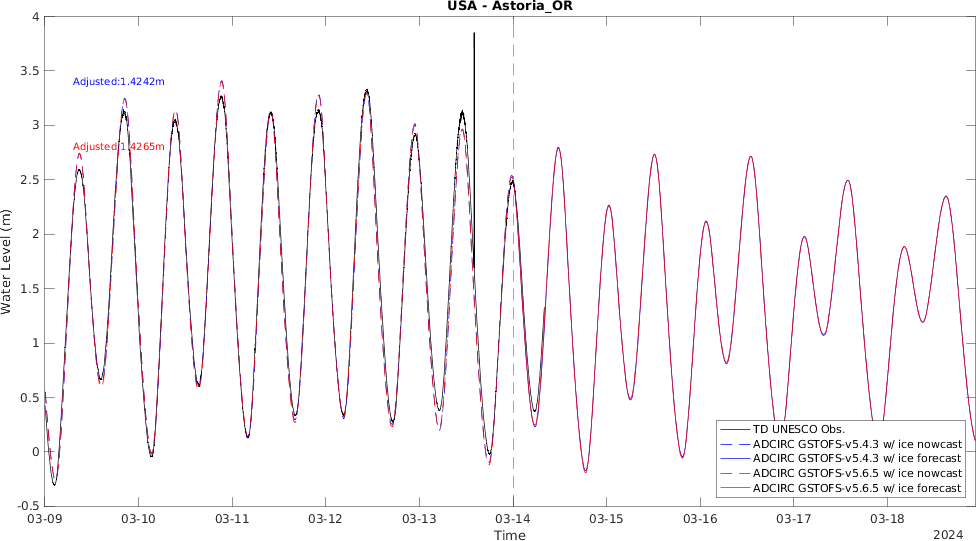 USA - Astoria_OR
4
3.5
3
2.5
2
1.5
1
0.5
0
-0.5
Water Level (m)
Adjusted:1.4242m
Adjusted:1.4265m
TD UNESCO Obs.
ADCIRC GSTOFS-v5.4.3 w/ ice nowcast
ADCIRC GSTOFS-v5.4.3 w/ ice forecast
ADCIRC GSTOFS-v5.6.5 w/ ice nowcast
ADCIRC GSTOFS-v5.6.5 w/ ice forecast
03-09 03-10 03-11 03-12 03-13 03-14 03-15 03-16 03-17 03-18
Time
2024